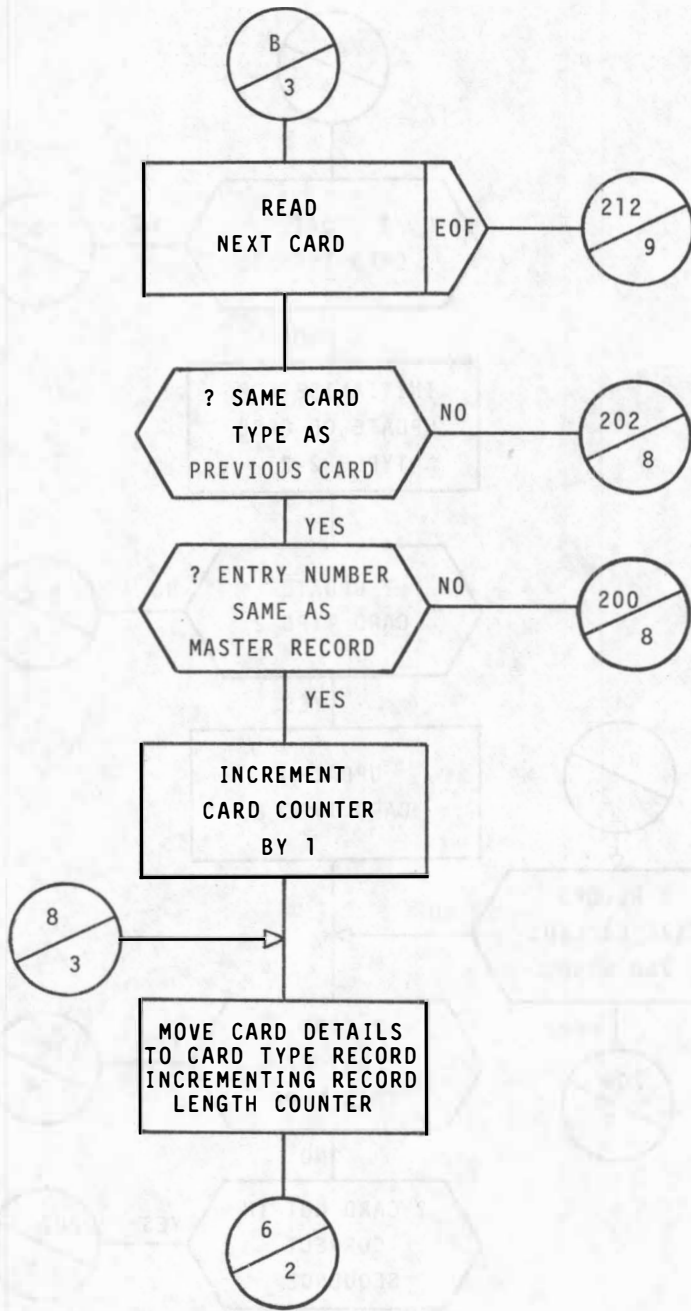 B
3
READ
NEXT CARD
EOF
212
9
? SAME CARD
TYPE AS
PREVIOUS CARD
NO
202
8
YES
? ENTRY NUMBER
SAME AS
MASTER RECORD
NO
200
8
YES
INCREMENT
CARD COUNTER
BY 1
8
3
MOVE CARD DETAILS
TO CARD TYPE RECORD
INCREMENTING RECORD
LENGTH COUNTER
6
2